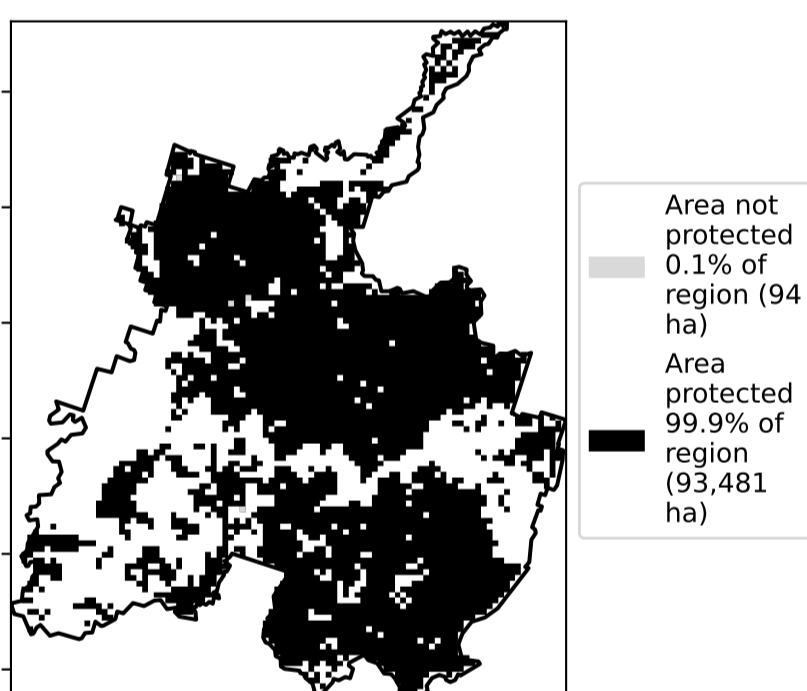 Area not
protected
0.1% of
region (94
ha)
Area
protected
99.9% of
region
(93,481
ha)